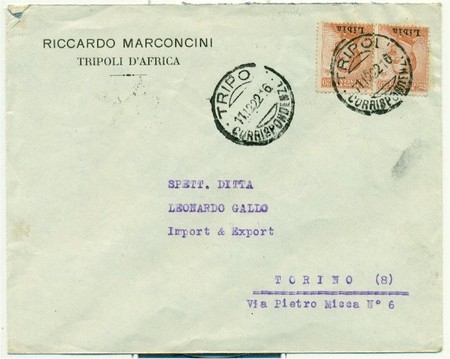 RICCARDO MARCONCINI
TRIPOLI D'AFRICA
Libia
Libia
TRIPOLI
CORRISPONDENZE
TRIPOLI
CORRISPONDENZE
SPETT. DITTA
LEONARDO GALLO
Import & Export
TORINO (8)
Via Pietro Micca N° 6